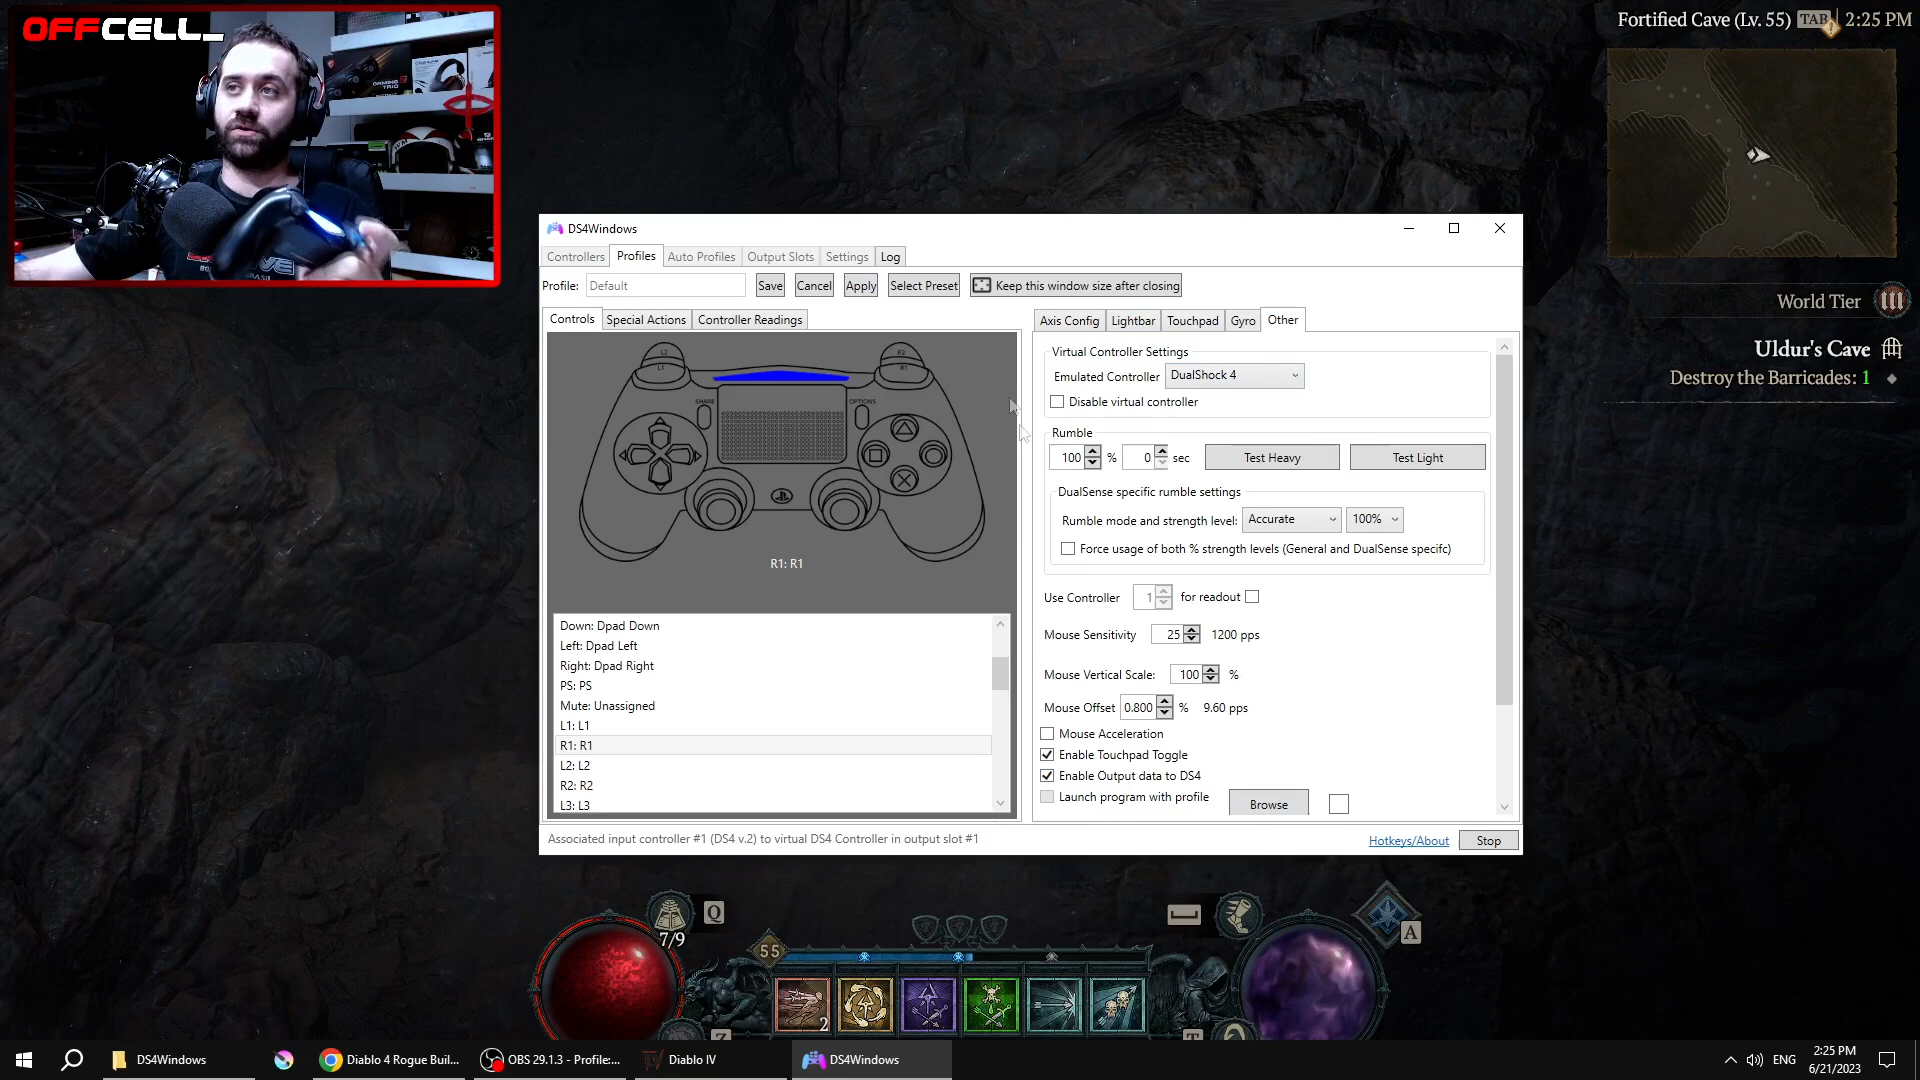 OFFCELL_
GAMING
TRIO
Fortified Cave (Lv. 55) TAB 2:25 PM
World Tier III
Uldur's Cave
Destroy the Barricades: 1
DS4Windows
Controllers Profiles Auto Profiles Output Slots Settings Log
Profile: Default Save Cancel Apply Select Preset Keep this window size after closing
Controls Special Actions Controller Readings
Axis Config Lightbar Touchpad Gyro Other
L2
L1
R2
R1
SHARE
OPTIONS
R1: R1
Down: Dpad Down
Left: Dpad Left
Right: Dpad Right
PS: PS
Mute: Unassigned
L1: L1
R1: R1
L2: L2
R2: R2
L3: L3
Virtual Controller Settings
Emulated Controller DualShock 4
Disable virtual controller
Rumble
100 % 0 sec Test Heavy Test Light
DualSense specific rumble settings
Rumble mode and strength level: Accurate 100%
Force usage of both % strength levels (General and DualSense specifc)
Use Controller 1 for readout
Mouse Sensitivity 25 1200 pps
Mouse Vertical Scale: 100 %
Mouse Offset 0.800 % 9.60 pps
Mouse Acceleration
Enable Touchpad Toggle
Enable Output data to DS4
Launch program with profile Browse
Associated input controller #1 (DS4 v.2) to virtual DS4 Controller in output slot #1
Hotkeys/About Stop
Q
7/9
A
55
2
Z
T
DS4Windows
Diablo 4 Rogue Buil...
OBS 29.1.3 - Profile:...
Diablo IV
DS4Windows
ENG
2:25 PM
6/21/2023